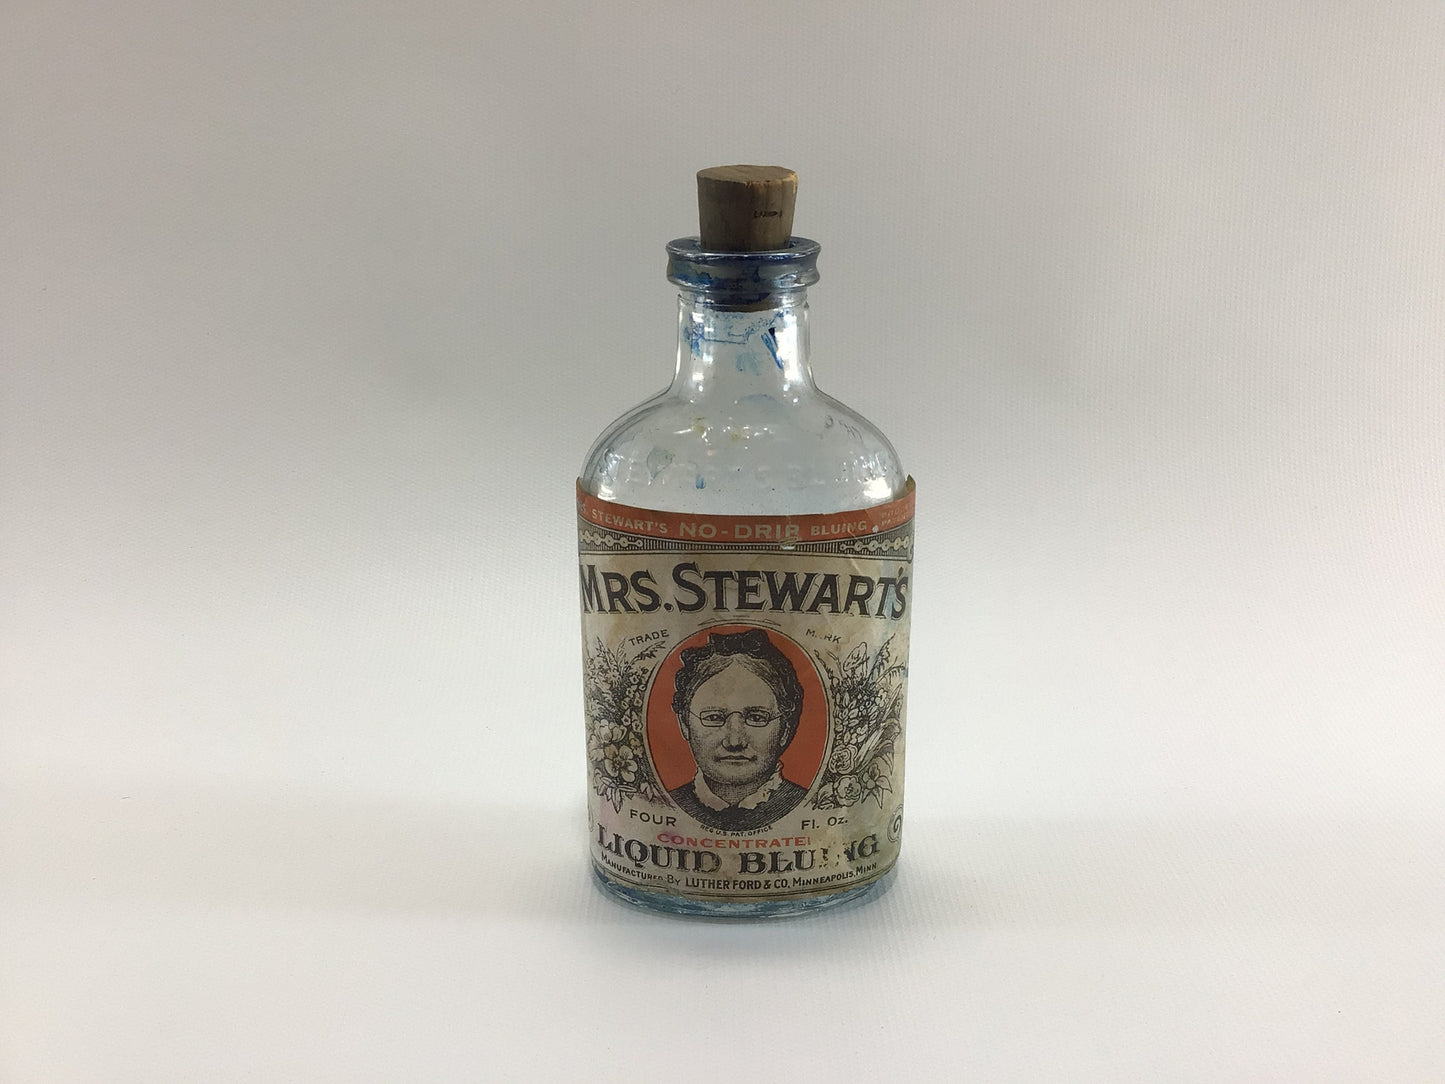 STEWART'S NO-DRIP BLUING
MRS. STEWART'S
TRADE MARK
FOUR Fl. Oz.
REG U.S. PAT. OFFICE
CONCENTRATE
LIQUID BLUING
MANUFACTURED BY LUTHER FORD & CO. MINNEAPOLIS, MINN